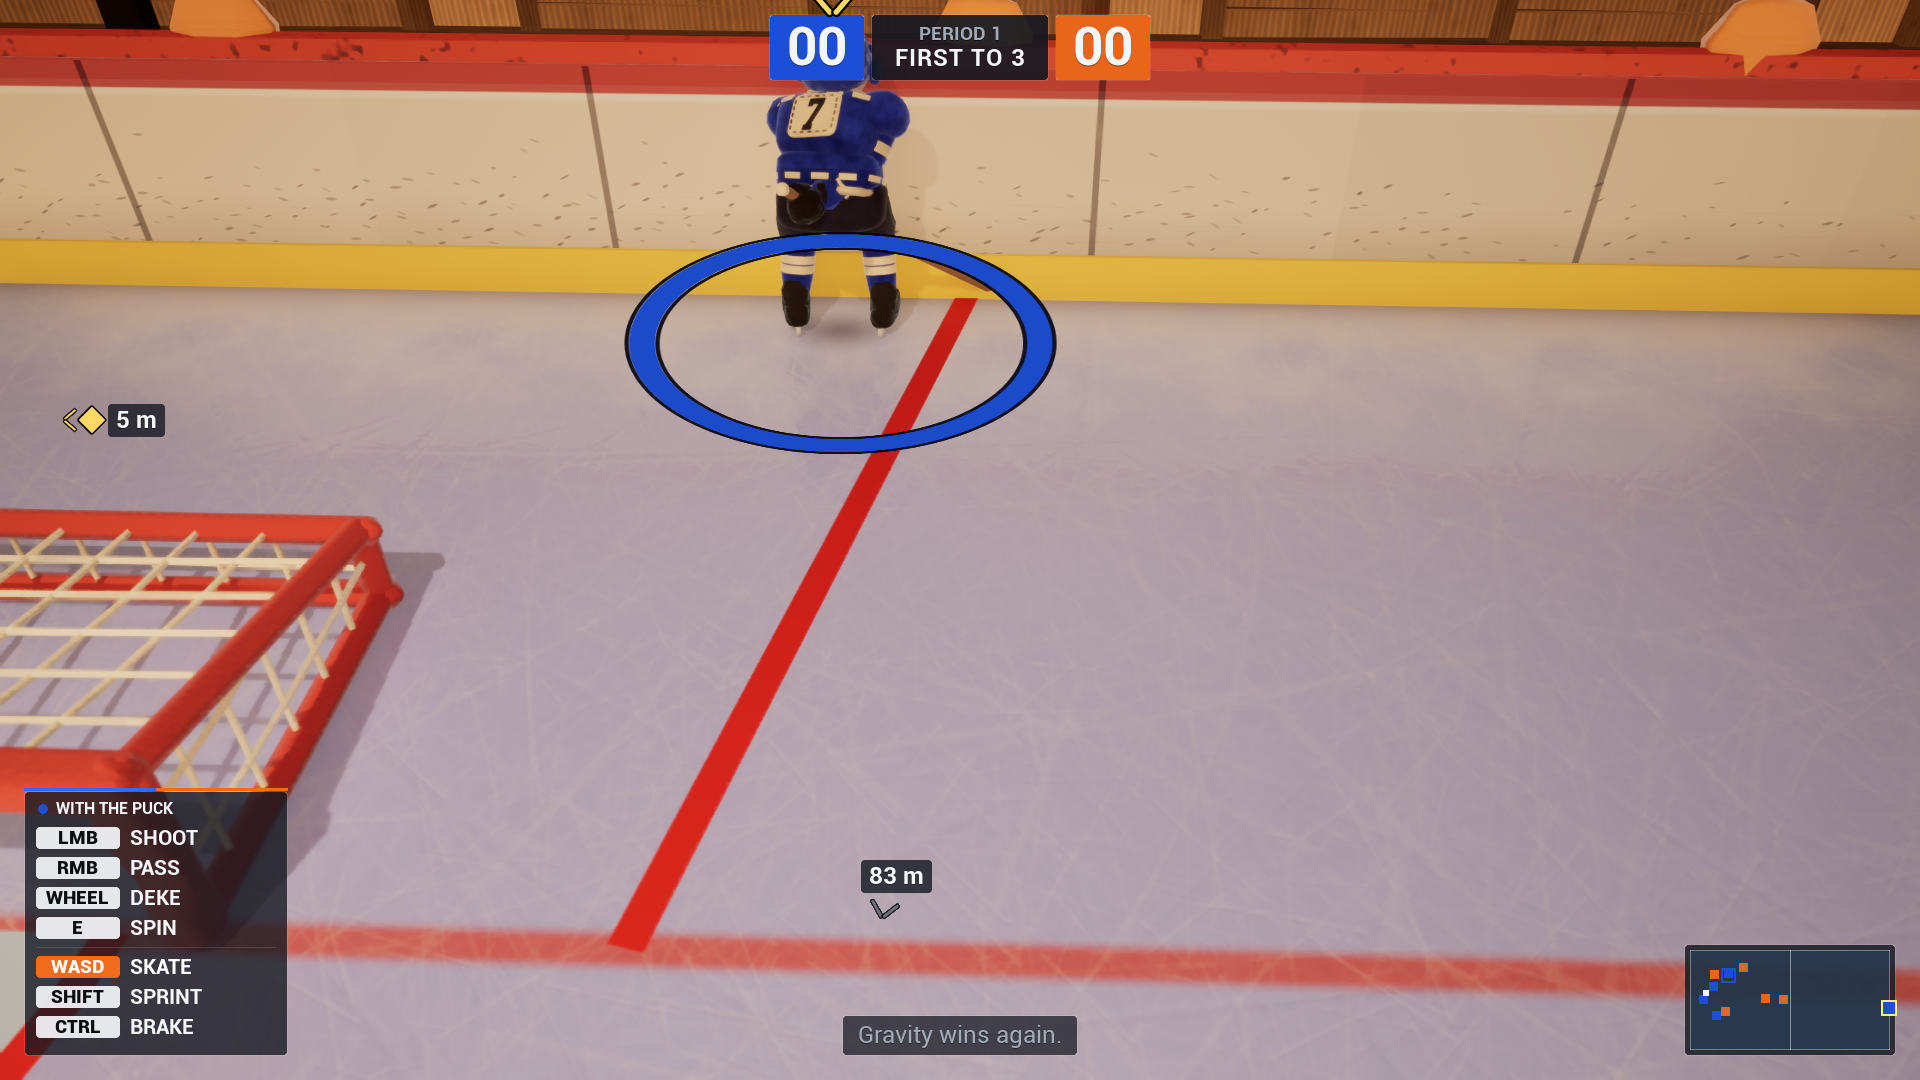 00
PERIOD 1
FIRST TO 3
00
7
5 m
WITH THE PUCK
LMB SHOOT
RMB PASS
WHEEL DEKE
E SPIN
WASD SKATE
SHIFT SPRINT
CTRL BRAKE
83 m
Gravity wins again.